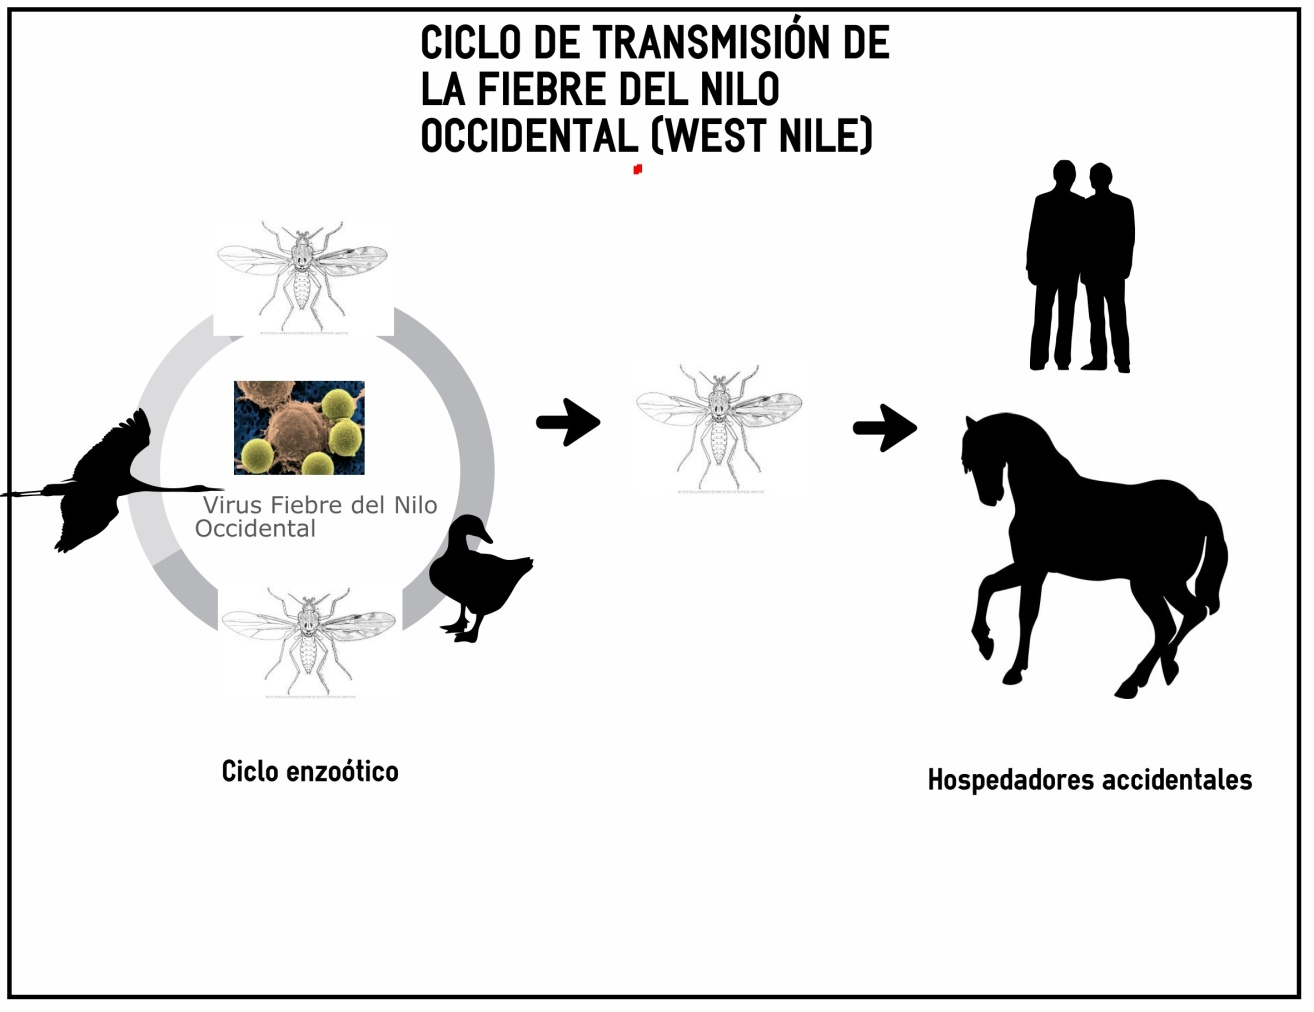 CICLO DE TRANSMISIÓN DE
LA FIEBRE DEL NILO
OCCIDENTAL (WEST NILE)
Virus Fiebre del Nilo
Occidental
Ciclo enzoótico
Hospedadores accidentales